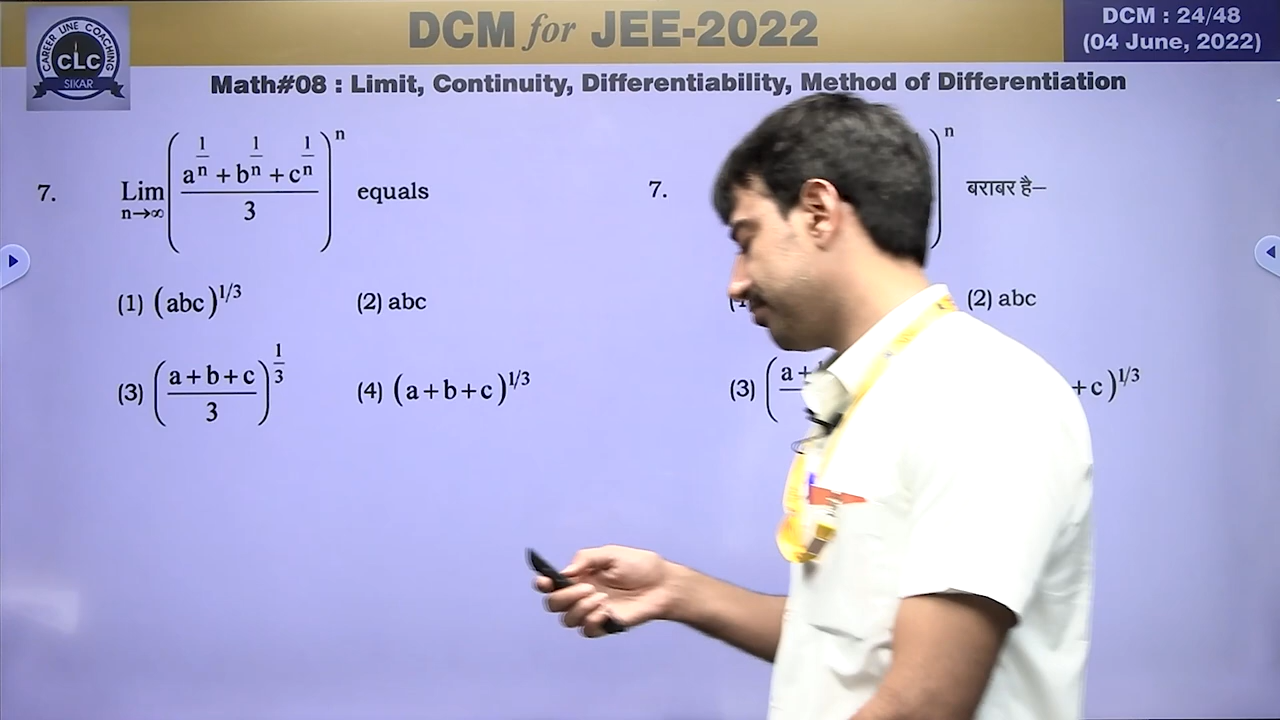 DCM for JEE-2022
DCM : 24/48
(04 June, 2022)
CAREER LINE COACHING
CLC
SIKAR
Math#08 : Limit, Continuity, Differentiability, Method of Differentiation
7. Lim n→∞ ( (a^(1/n) + b^(1/n) + c^(1/n)) / 3 )^n equals
(1) (abc)^1/3 (2) abc
(3) ( (a+b+c) / 3 )^(1/3) (4) (a+b+c)^1/3
7. )^n बराबर है–
(2) abc
(3) ( a+
+c)^1/3